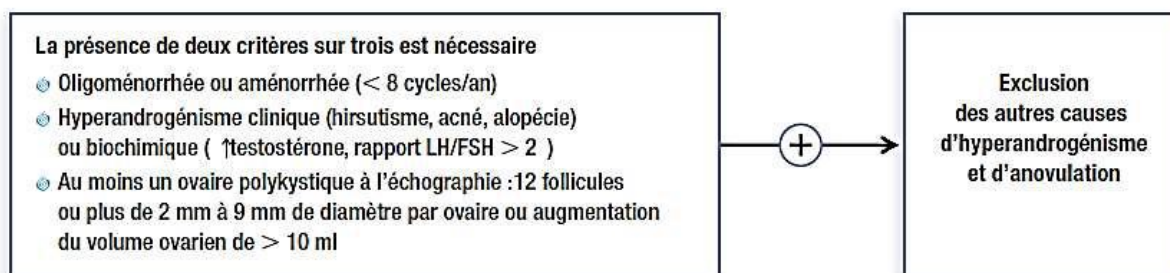 La présence de deux critères sur trois est nécessaire
Oligoménorrhée ou aménorrhée (< 8 cycles/an)
Hyperandrogénisme clinique (hirsutisme, acné, alopécie)
ou biochimique ( ↑testostérone, rapport LH/FSH > 2 )
Au moins un ovaire polykystique à l'échographie :12 follicules
ou plus de 2 mm à 9 mm de diamètre par ovaire ou augmentation
du volume ovarien de > 10 ml
+
Exclusion
des autres causes
d'hyperandrogénisme
et d'anovulation